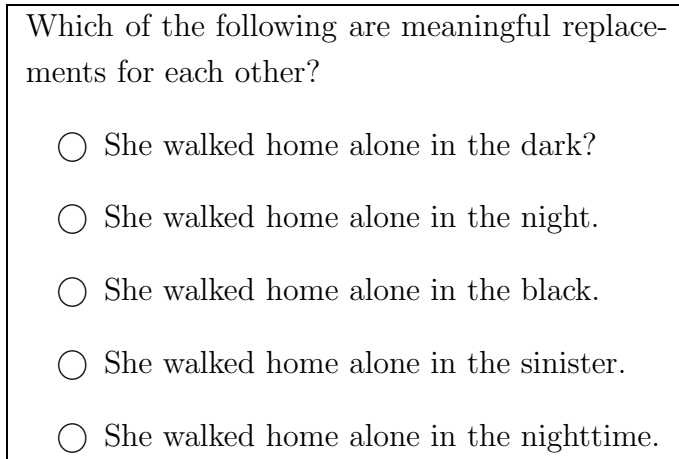 Which of the following are meaningful replace-
ments for each other?
She walked home alone in the dark?
She walked home alone in the night.
She walked home alone in the black.
She walked home alone in the sinister.
She walked home alone in the nighttime.